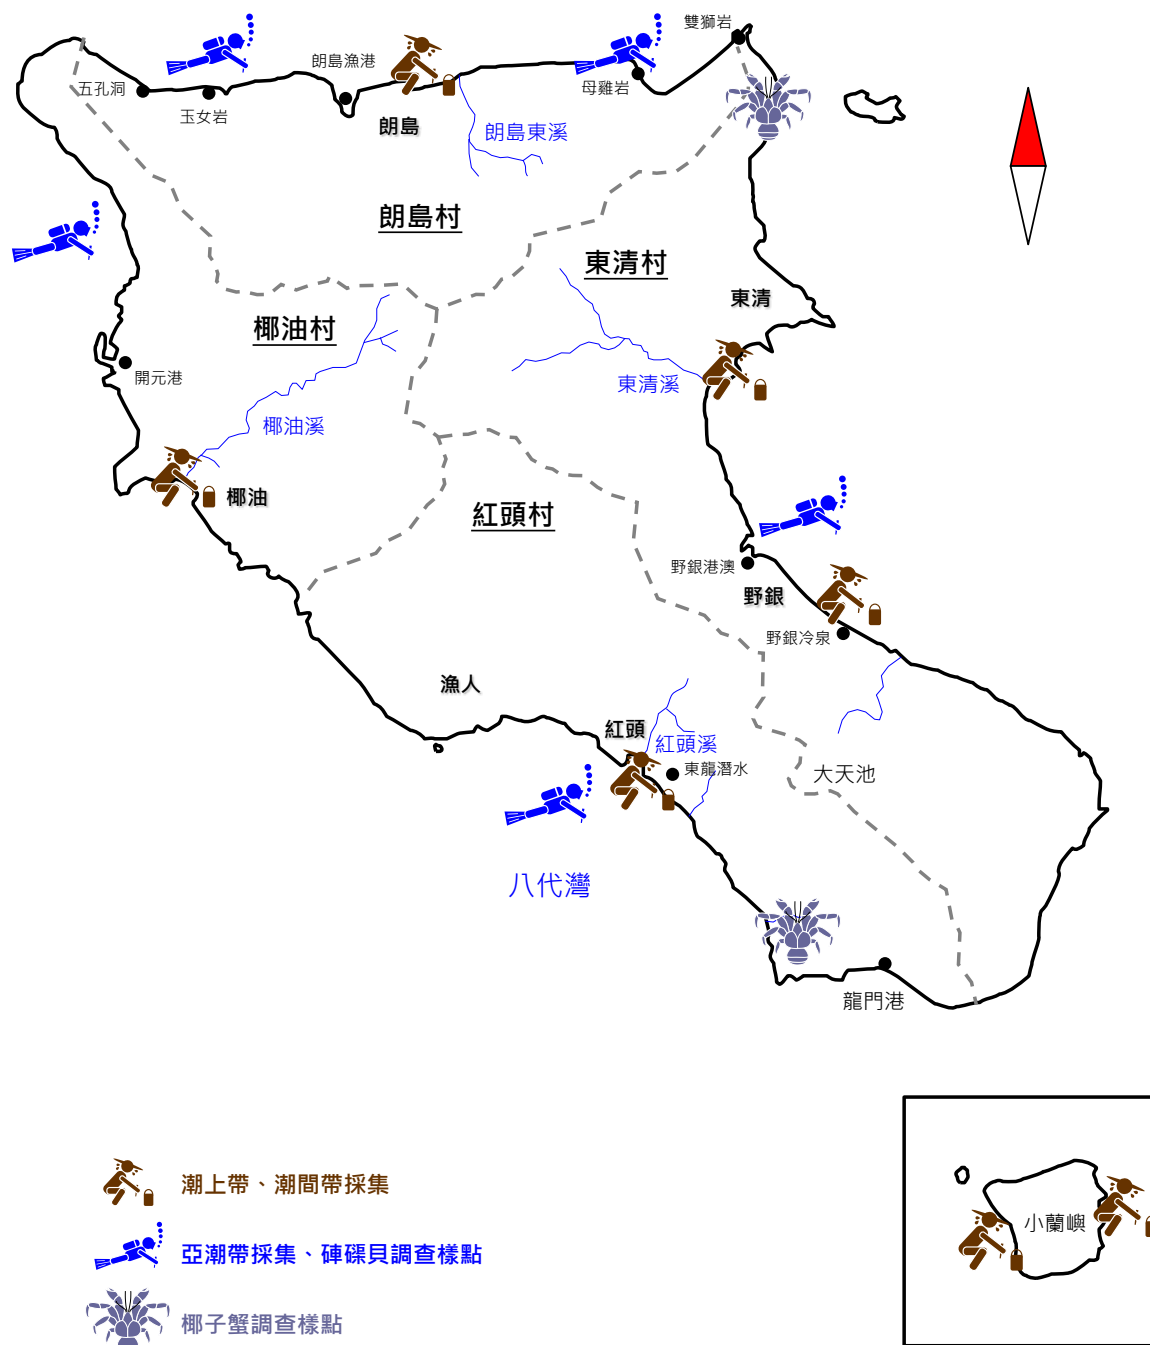 雙獅岩
朗島漁港
五孔洞
母雞岩
玉女岩
朗島
朗島東溪
朗島村
東清村
東清
椰油村
開元港
東清溪
椰油溪
椰油
紅頭村
野銀港澳
野銀
野銀冷泉
漁人
紅頭
紅頭溪
東龍潛水
大天池
八代灣
龍門港
潮上帶、潮間帶採集
小蘭嶼
亞潮帶採集、硨磲貝調查樣點
椰子蟹調查樣點